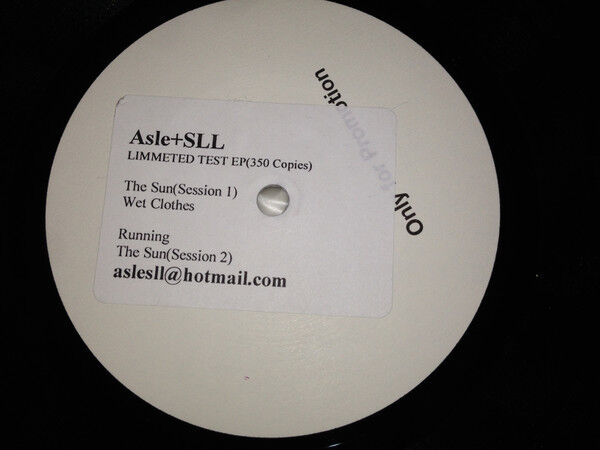 Asle+SLL
LIMMETED TEST EP(350 Copies)
The Sun(Session 1)
Wet Clothes
Running
The Sun(Session 2)
aslesll@hotmail.com
Only for Promotion